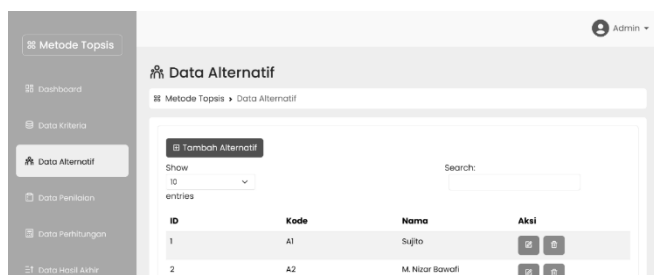 Metode Topsis
Admin
Dashboard
Data Kriteria
Data Alternatif
Data Penilaian
Data Perhitungan
Data Hasil Akhir
Data Alternatif
Metode Topsis › Data Alternatif
Tambah Alternatif
Show
10
entries
Search:
ID Kode Nama Aksi
1 A1 Sujito
2 A2 M. Nizar Bawafi